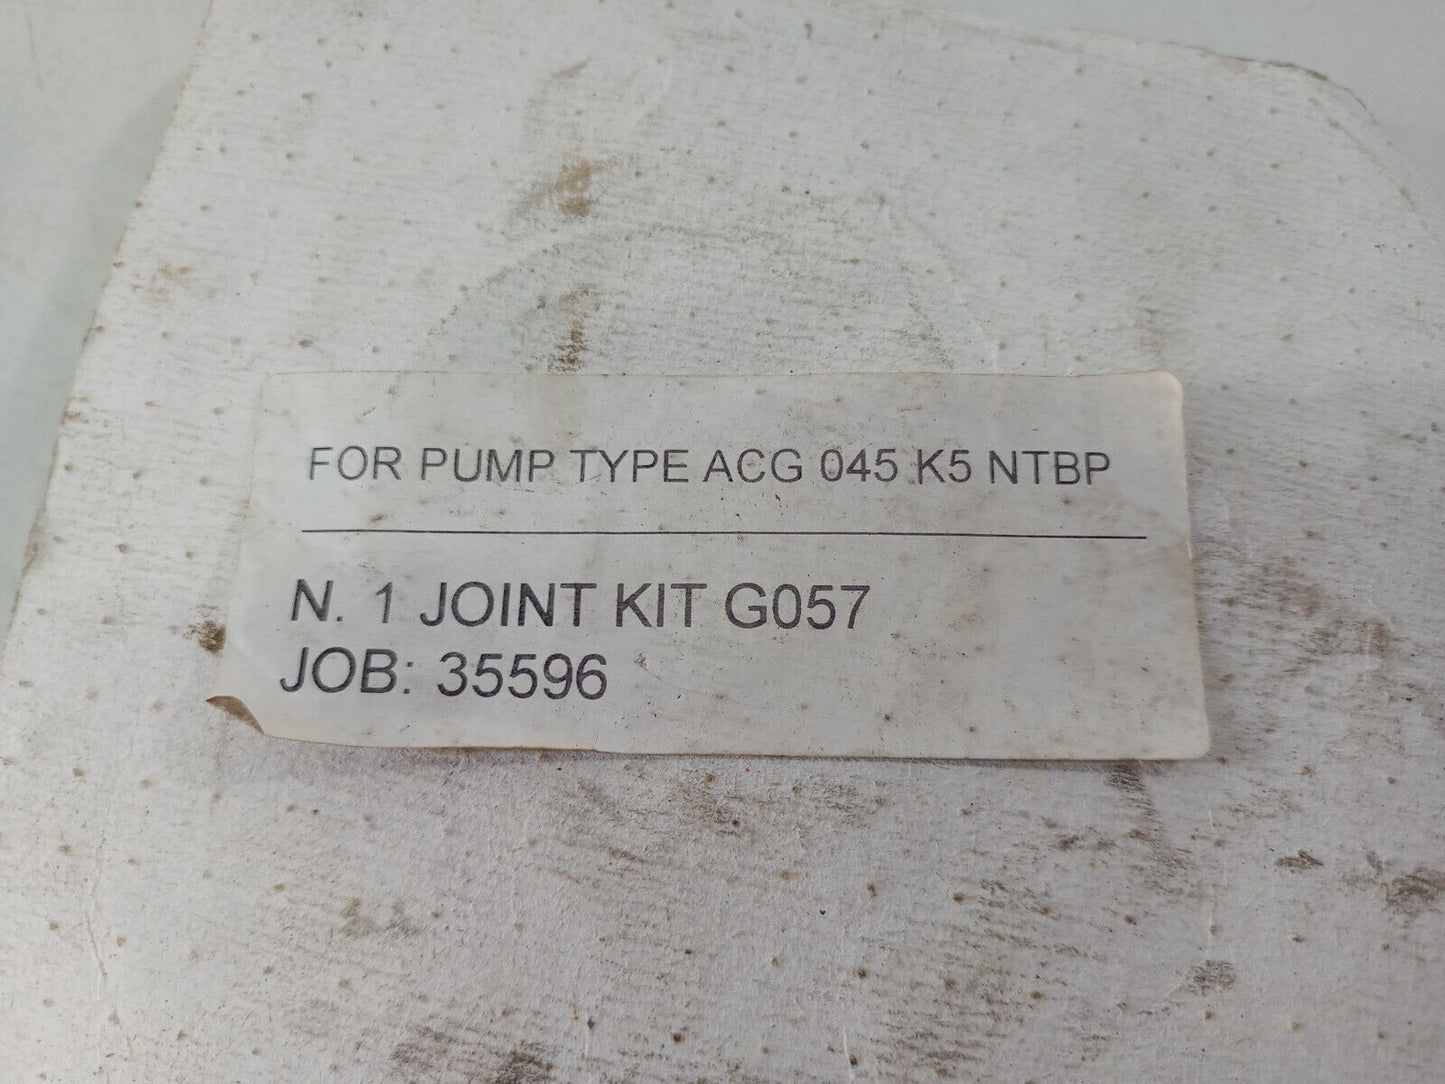 FOR PUMP TYPE ACG 045 K5 NTBP
N. 1 JOINT KIT G057
JOB: 35596